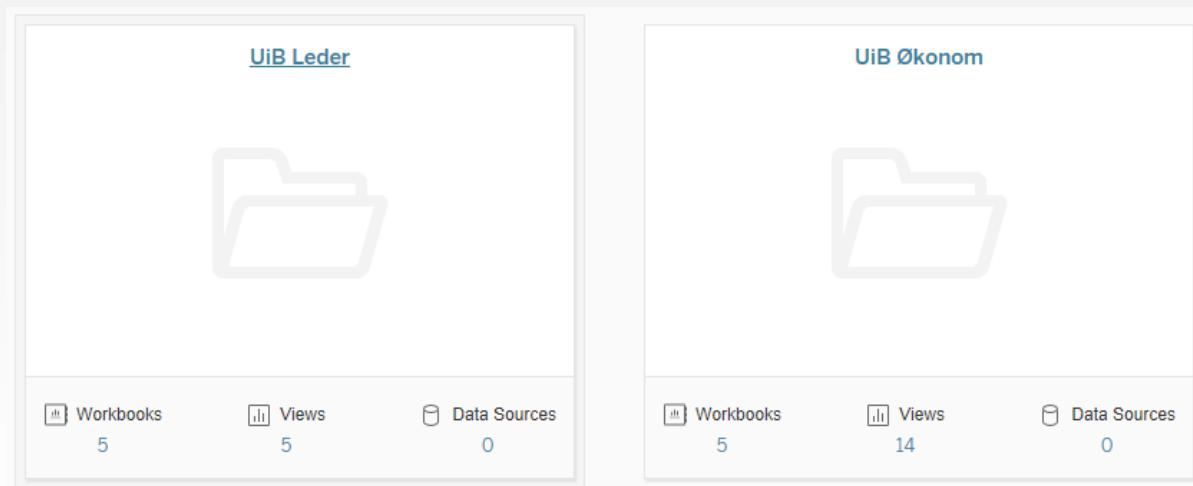 UiB Leder
Workbooks Views Data Sources
5 5 0
UiB Økonom
Workbooks Views Data Sources
5 14 0